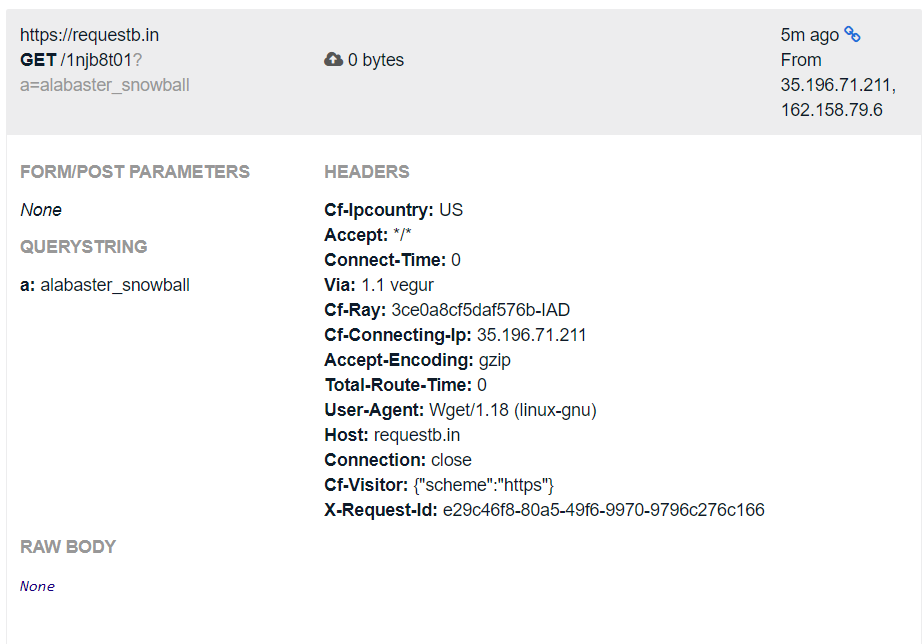 https://requestb.in
GET /1njb8t01?
a=alabaster_snowball
0 bytes
5m ago
From
35.196.71.211,
162.158.79.6
FORM/POST PARAMETERS
None
QUERYSTRING
a: alabaster_snowball
HEADERS
Cf-Ipcountry: US
Accept: */*
Connect-Time: 0
Via: 1.1 vegur
Cf-Ray: 3ce0a8cf5daf576b-IAD
Cf-Connecting-Ip: 35.196.71.211
Accept-Encoding: gzip
Total-Route-Time: 0
User-Agent: Wget/1.18 (linux-gnu)
Host: requestb.in
Connection: close
Cf-Visitor: {"scheme":"https"}
X-Request-Id: e29c46f8-80a5-49f6-9970-9796c276c166
RAW BODY
None